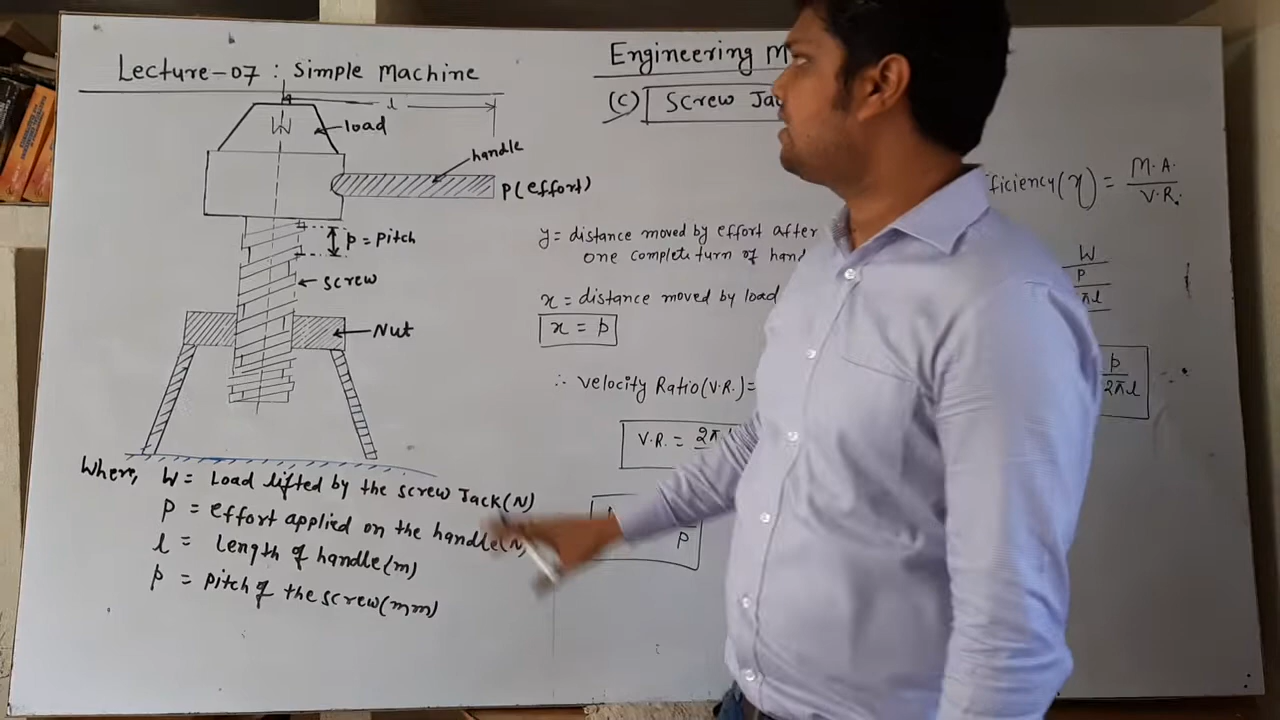 Lecture-07 : Simple Machine
l
W
load
handle
P(effort)
p = pitch
screw
Nut
Where, W = Load lifted by the screw Jack(N)
P = effort applied on the handle(N)
l = Length of handle(m)
p = Pitch of the screw(mm)
Engineering M
(C) Screw Jac
y = distance moved by effort after
one complete turn of han
x = distance moved by load
x = p
∴ Velocity Ratio(V.R.) =
V.R. = 2π
P
ficiency(η) = M.A. / V.R.
W
P
πl
p / 2πl